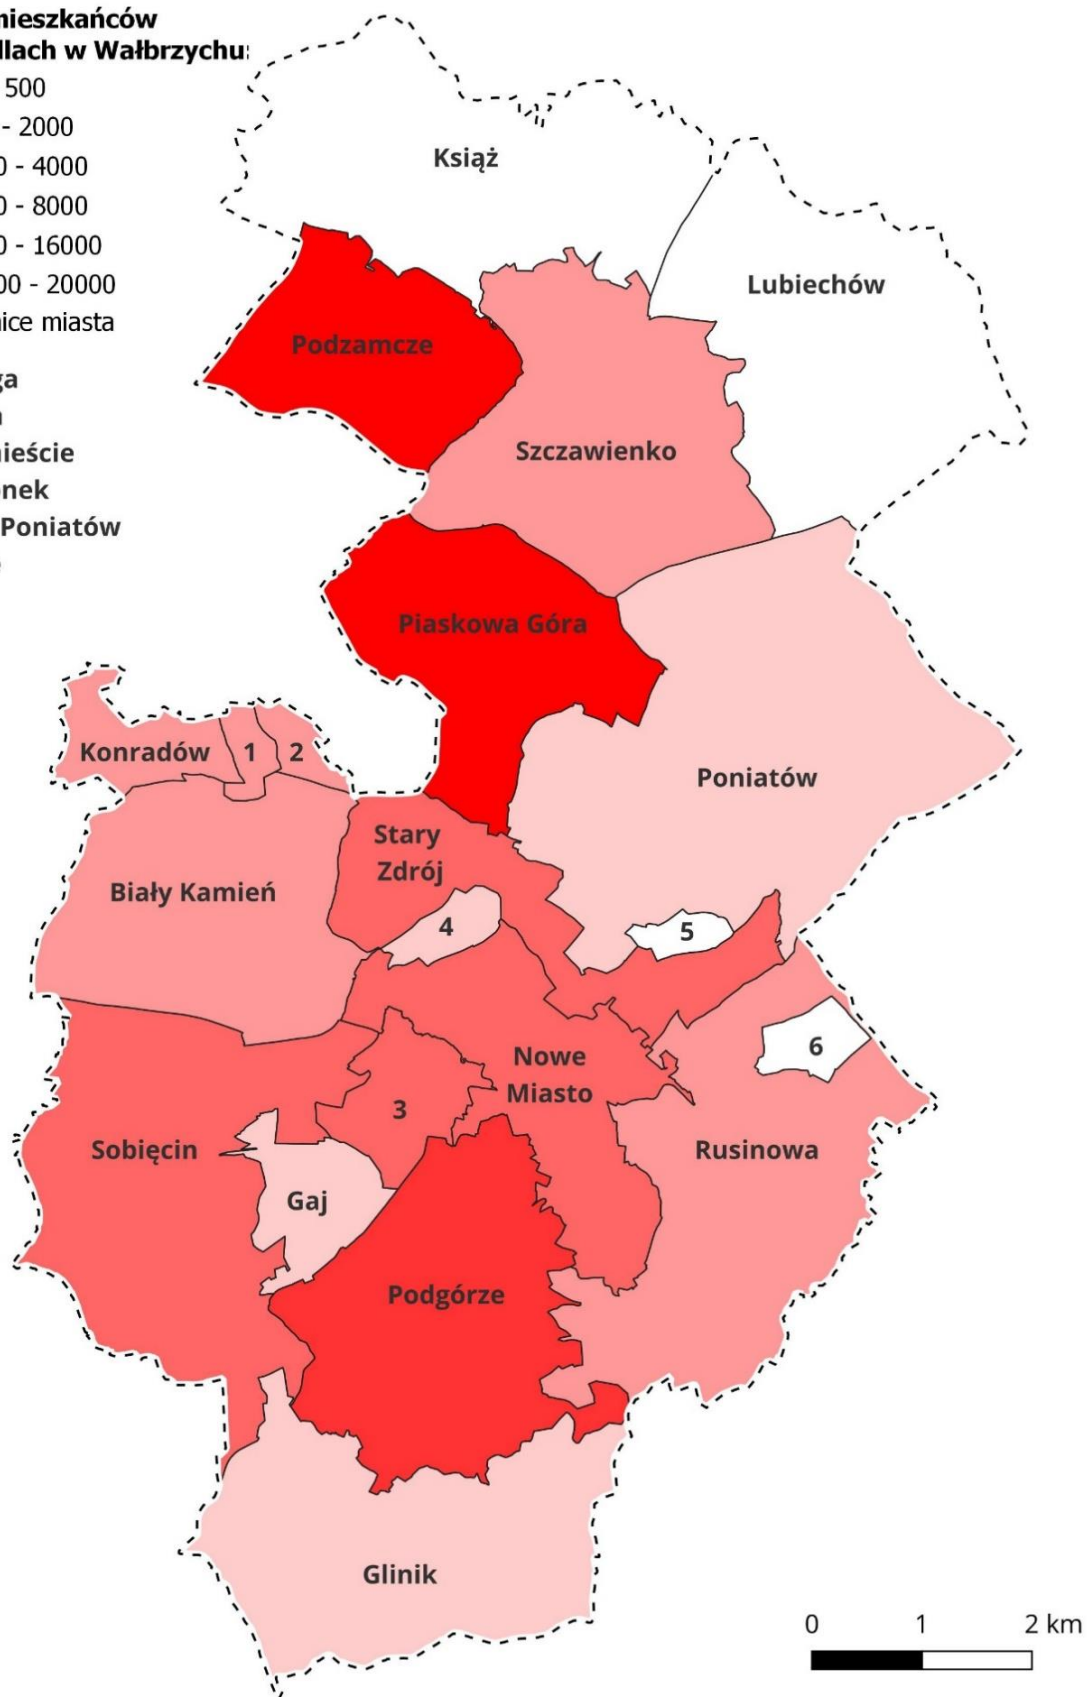 mieszkańców
llach w Wałbrzychu:
500
- 2000
0 - 4000
0 - 8000
0 - 16000
00 - 20000
nice miasta
ga
ieście
nek
Poniatów
Książ
Lubiechów
Podzamcze
Szczawienko
Piaskowa Góra
Konradów
1
2
Poniatów
Stary
Zdrój
Biały Kamień
4
5
6
Nowe
Miasto
3
Sobięcin
Rusinowa
Gaj
Podgórze
Glinik
0 1 2 km